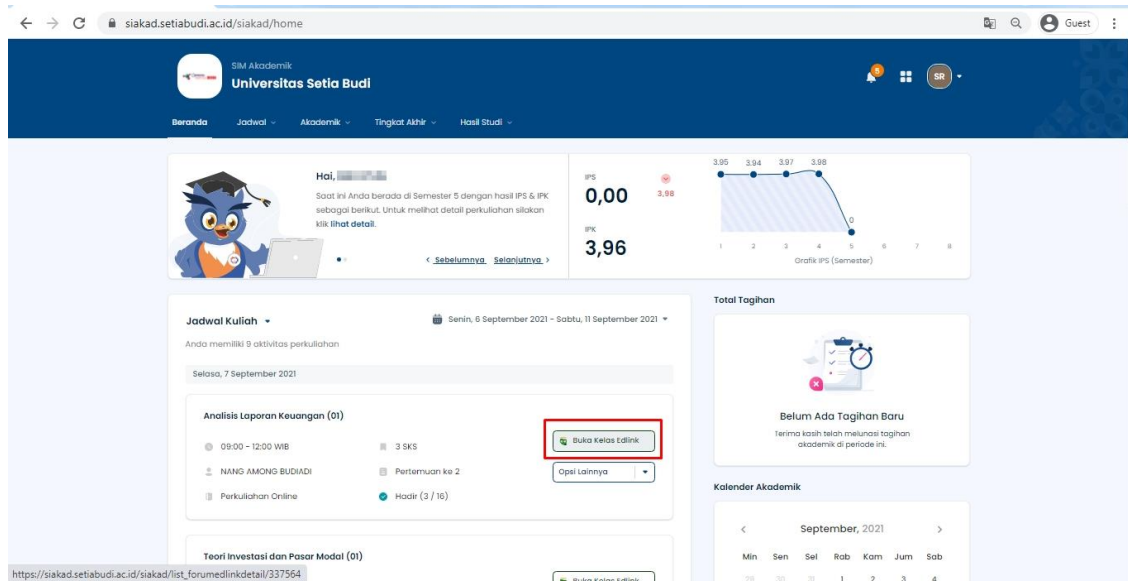 siakad.setiabudi.ac.id/siakad/home
Guest
SIM Akademik
Universitas Setia Budi
5
SR
Beranda
Jadwal
Akademik
Tingkat Akhir
Hasil Studi
Hai,
Saat ini Anda berada di Semester 5 dengan hasil IPS & IPK
sebagai berikut. Untuk melihat detail perkuliahan silakan
klik lihat detail.
< Sebelumnya Selanjutnya >
IPS
0,00
3,98
IPK
3,96
3.95 3.94 3.97 3.98
0
1 2 3 4 5 6 7 8
Grafik IPS (Semester)
Jadwal Kuliah
Senin, 6 September 2021 - Sabtu, 11 September 2021
Anda memiliki 9 aktivitas perkuliahan
Selasa, 7 September 2021
Analisis Laporan Keuangan (01)
09:00 - 12:00 WIB
3 SKS
Buka Kelas Edlink
NANG AMONG BUDIADI
Pertemuan ke 2
Opsi Lainnya
Perkuliahan Online
Hadir (3 / 16)
Teori Investasi dan Pasar Modal (01)
Buka Kelas Edlink
Total Tagihan
Belum Ada Tagihan Baru
Terima kasih telah melunasi tagihan
akademik di periode ini.
Kalender Akademik
< September, 2021 >
Min Sen Sel Rab Kam Jum Sab
29 30 31 1 2 3 4
https://siakad.setiabudi.ac.id/siakad/list_forumedlinkdetail/337564